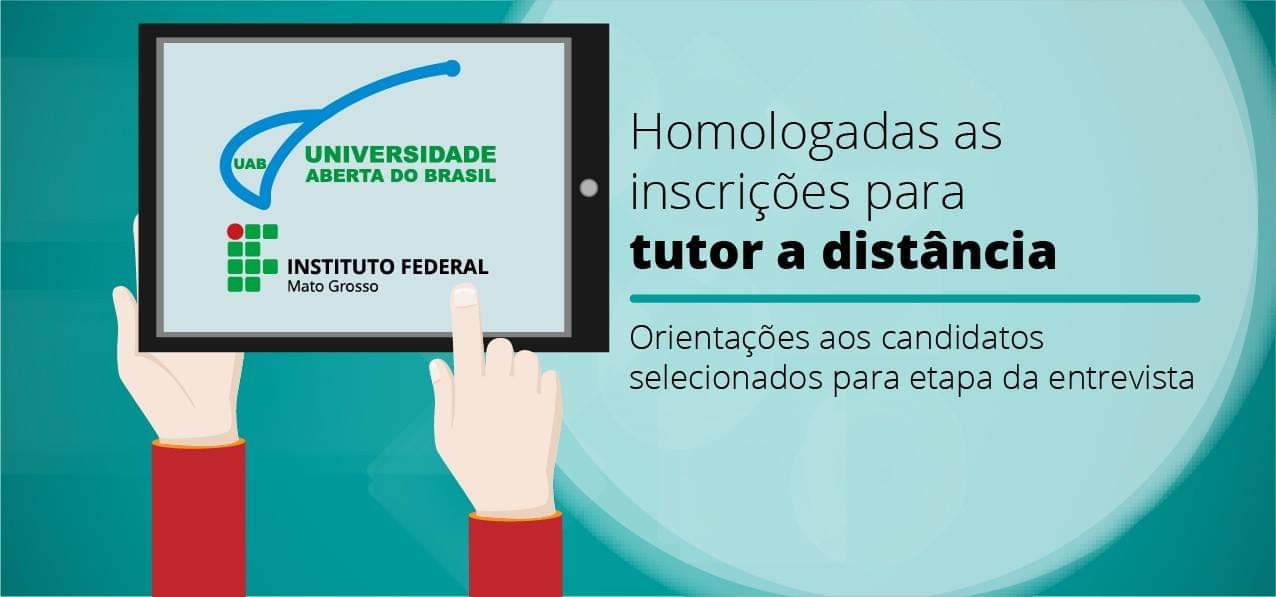 UAB
UNIVERSIDADE
ABERTA DO BRASIL
INSTITUTO FEDERAL
Mato Grosso
Homologadas as
inscrições para
tutor a distância
Orientações aos candidatos
selecionados para etapa da entrevista